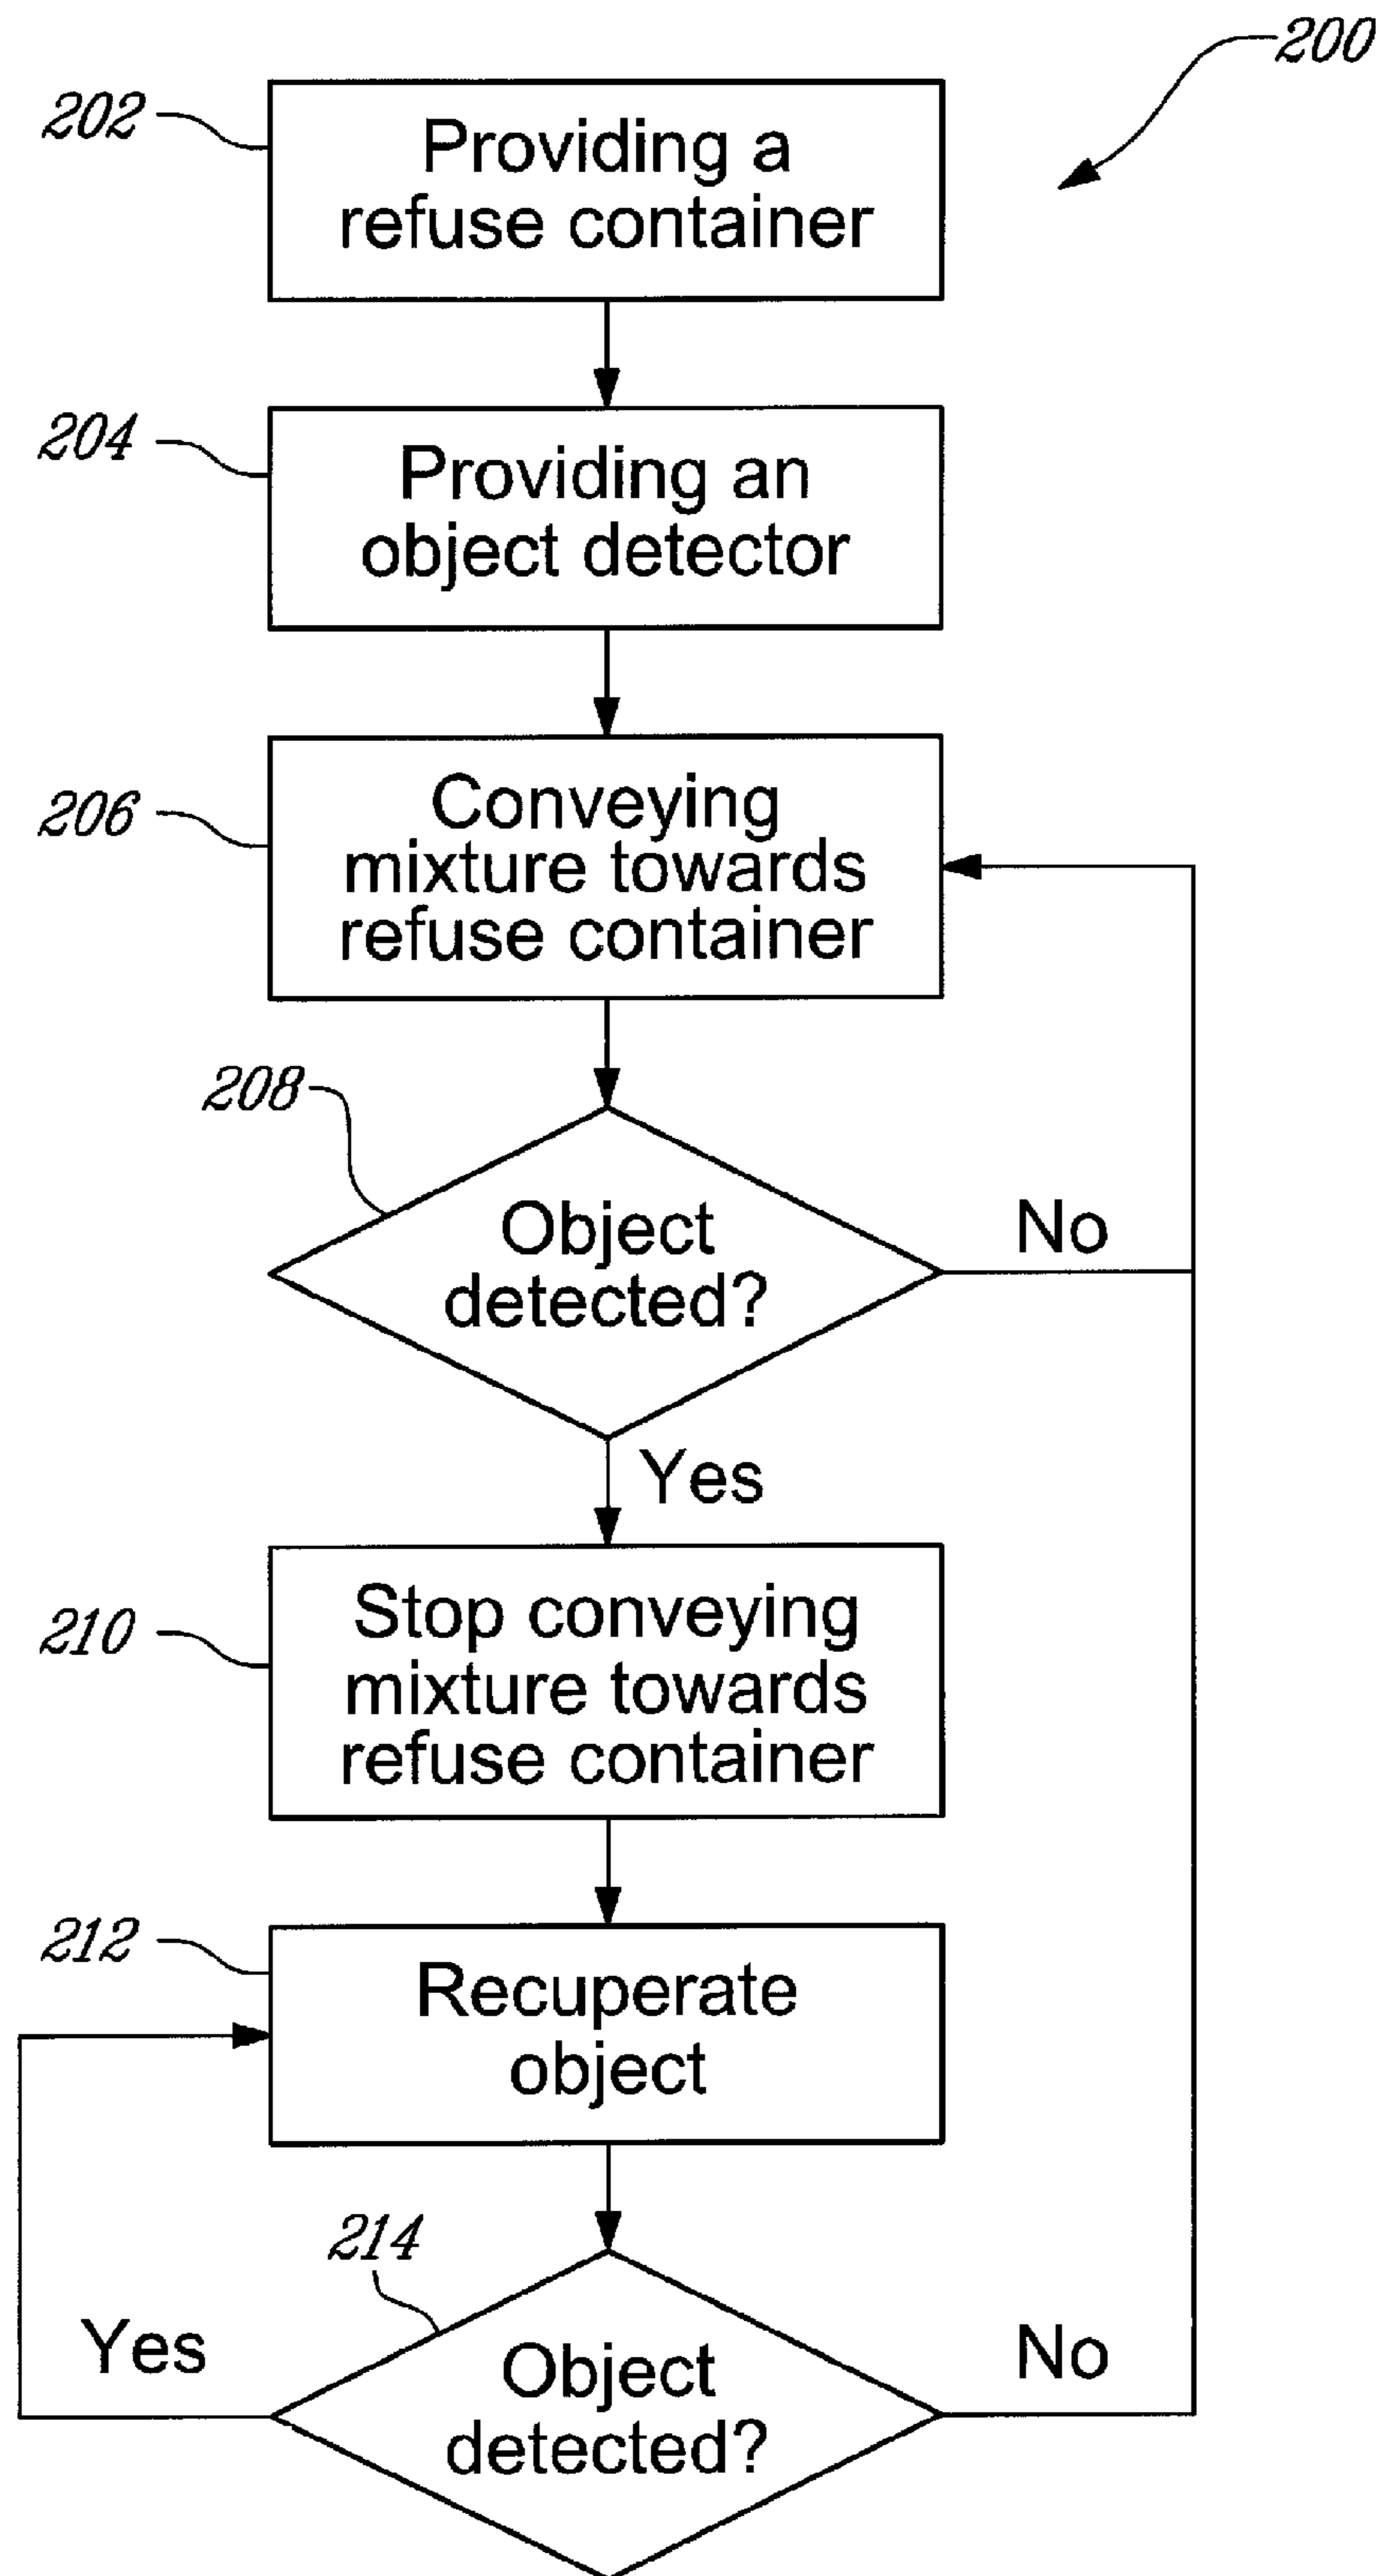 200
202
Providing a
refuse container
204
Providing an
object detector
206
Conveying
mixture towards
refuse container
208
Object
detected?
No
Yes
210
Stop conveying
mixture towards
refuse container
212
Recuperate
object
214
Yes
Object
detected?
No